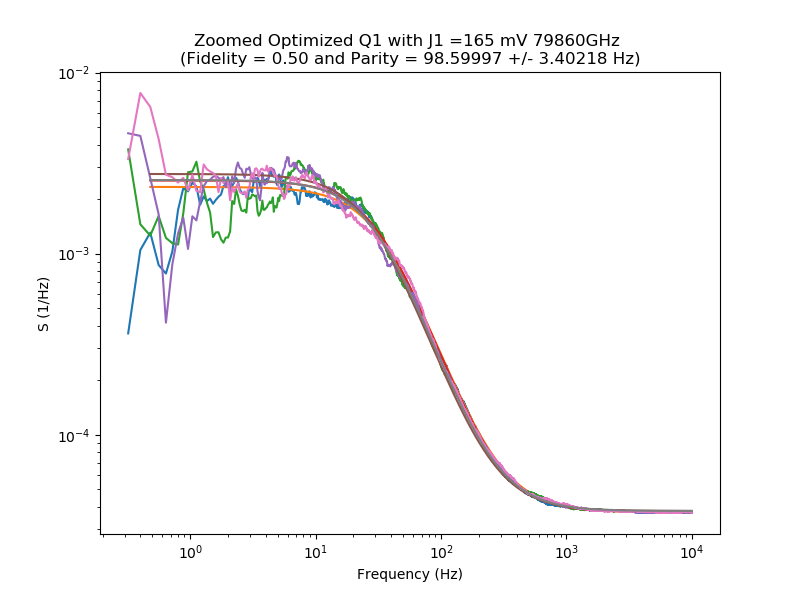 Zoomed Optimized Q1 with J1 =165 mV 79860GHz
(Fidelity = 0.50 and Parity = 98.59997 +/- 3.40218 Hz)
S (1/Hz)
10⁻²
10⁻³
10⁻⁴
10⁰ 10¹ 10² 10³ 10⁴
Frequency (Hz)